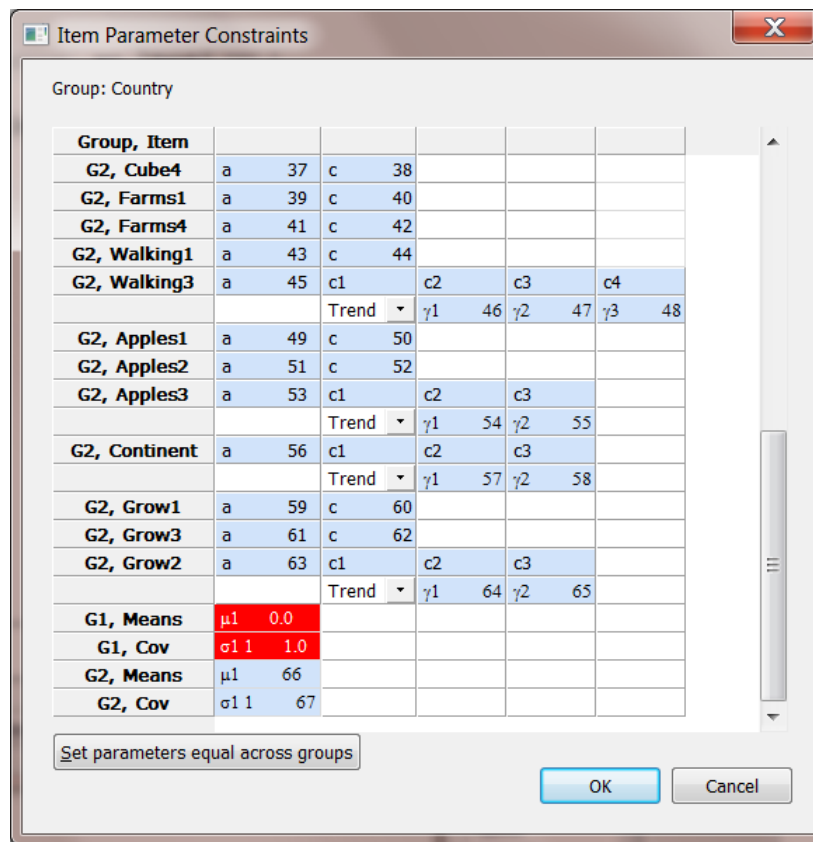 Item Parameter Constraints
X
Group: Country
Group, Item
G2, Cube4 a 37 c 38
G2, Farms1 a 39 c 40
G2, Farms4 a 41 c 42
G2, Walking1 a 43 c 44
G2, Walking3 a 45 c1 c2 c3 c4
Trend γ1 46 γ2 47 γ3 48
G2, Apples1 a 49 c 50
G2, Apples2 a 51 c 52
G2, Apples3 a 53 c1 c2 c3
Trend γ1 54 γ2 55
G2, Continent a 56 c1 c2 c3
Trend γ1 57 γ2 58
G2, Grow1 a 59 c 60
G2, Grow3 a 61 c 62
G2, Grow2 a 63 c1 c2 c3
Trend γ1 64 γ2 65
G1, Means μ1 0.0
G1, Cov σ1 1 1.0
G2, Means μ1 66
G2, Cov σ1 1 67
Set parameters equal across groups
OK Cancel